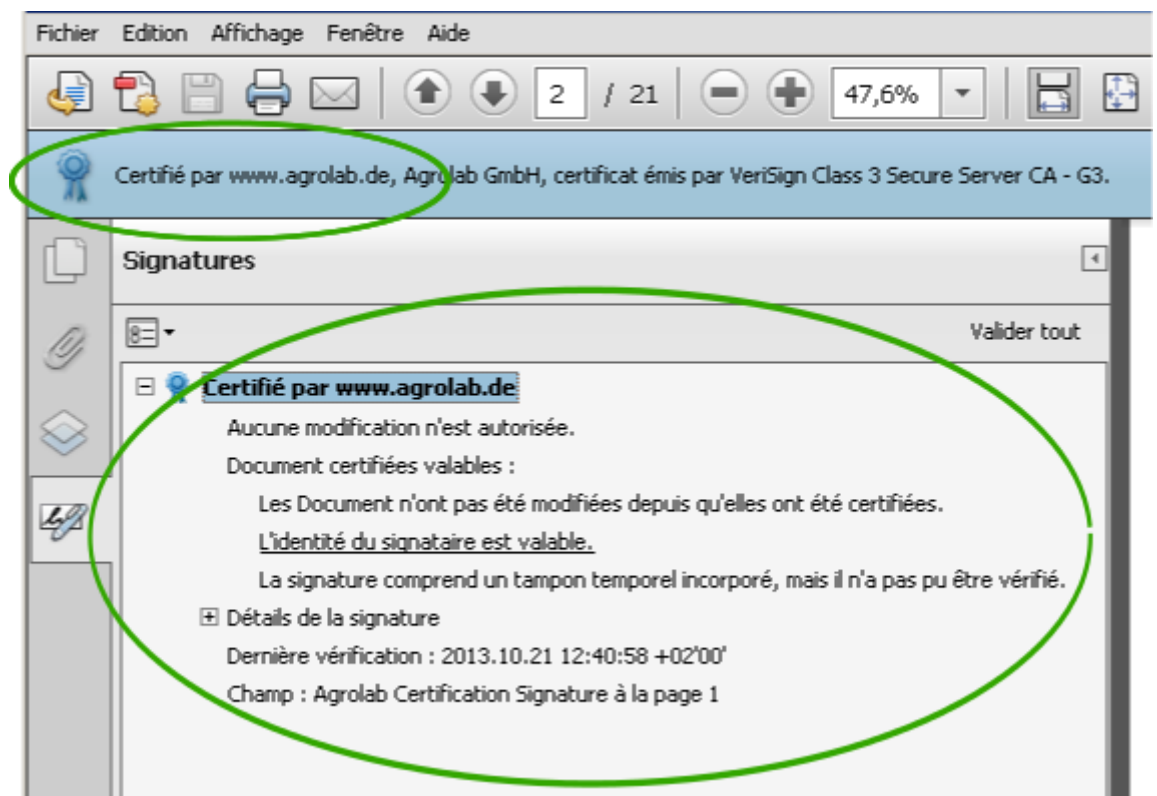 Fichier Edition Affichage Fenêtre Aide
2 / 21 47,6%
Certifié par www.agrolab.de, Agrolab GmbH, certificat émis par VeriSign Class 3 Secure Server CA - G3.
Signatures
Valider tout
Certifié par www.agrolab.de
Aucune modification n'est autorisée.
Document certifiées valables :
Les Document n'ont pas été modifiées depuis qu'elles ont été certifiées.
L'identité du signataire est valable.
La signature comprend un tampon temporel incorporé, mais il n'a pas pu être vérifié.
Détails de la signature
Dernière vérification : 2013.10.21 12:40:58 +02'00'
Champ : Agrolab Certification Signature à la page 1